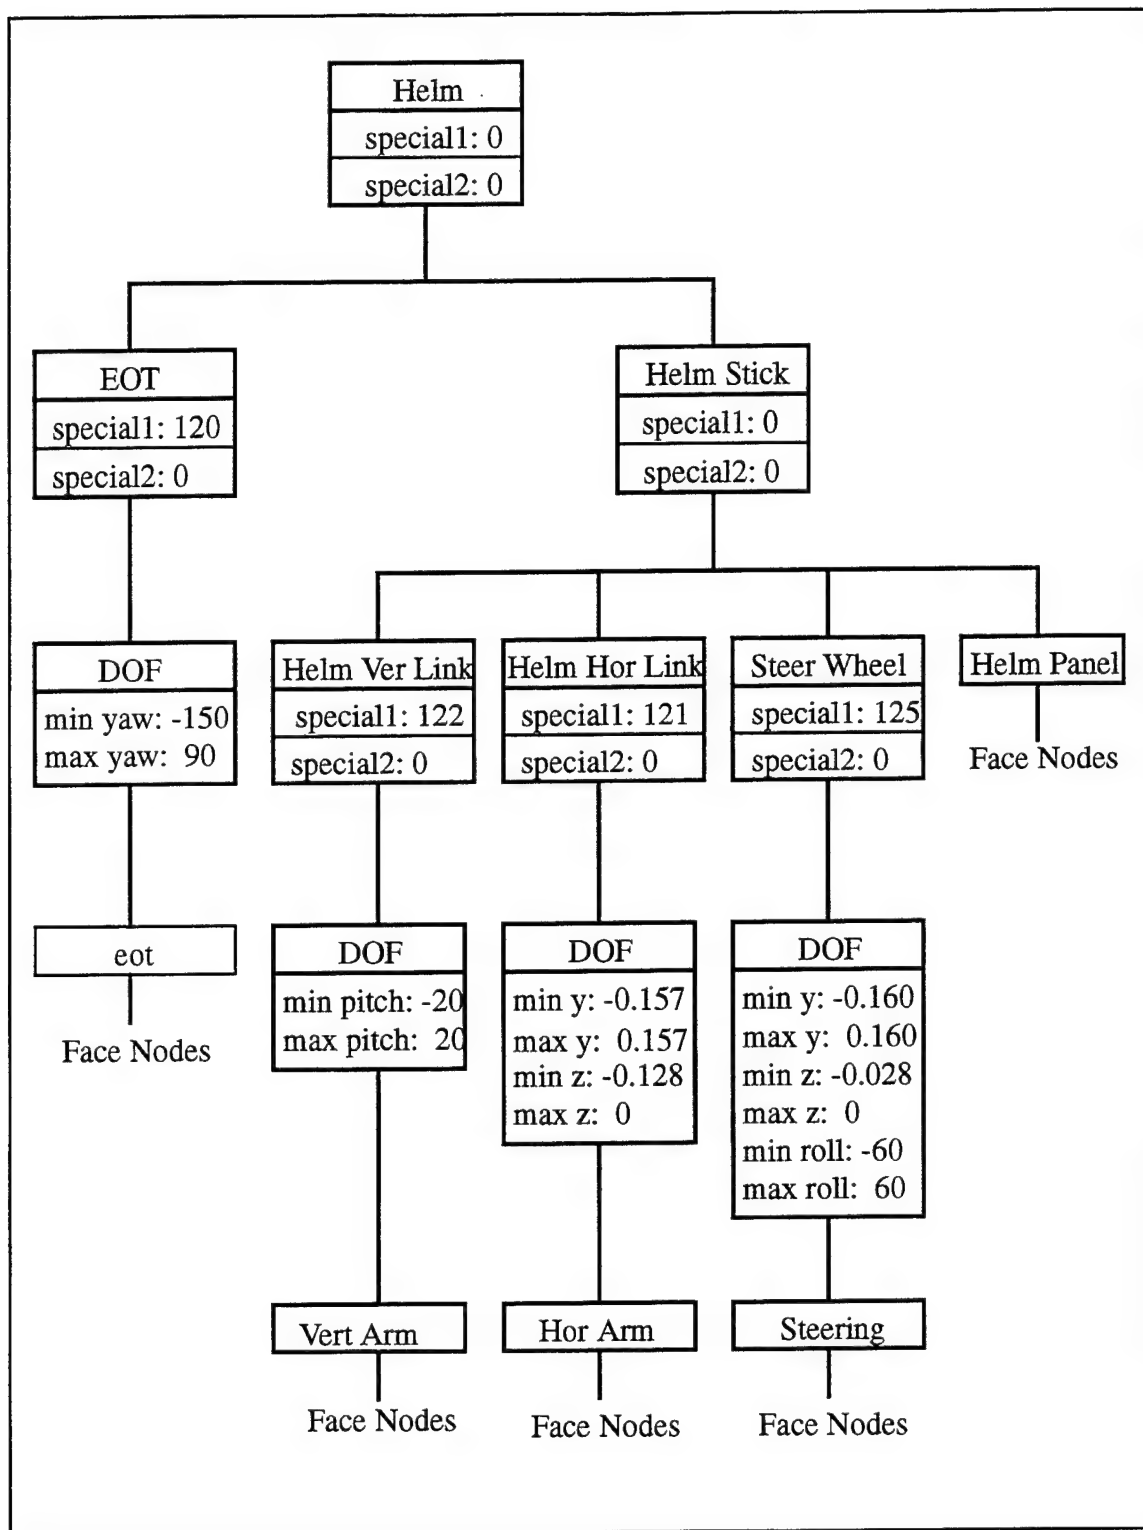 Helm
special1: 0
special2: 0
EOT
special1: 120
special2: 0
Helm Stick
special1: 0
special2: 0
DOF
min yaw: -150
max yaw: 90
Helm Ver Link
special1: 122
special2: 0
Helm Hor Link
special1: 121
special2: 0
Steer Wheel
special1: 125
special2: 0
Helm Panel
Face Nodes
eot
Face Nodes
DOF
min pitch: -20
max pitch: 20
DOF
min y: -0.157
max y: 0.157
min z: -0.128
max z: 0
DOF
min y: -0.160
max y: 0.160
min z: -0.028
max z: 0
min roll: -60
max roll: 60
Vert Arm
Face Nodes
Hor Arm
Face Nodes
Steering
Face Nodes